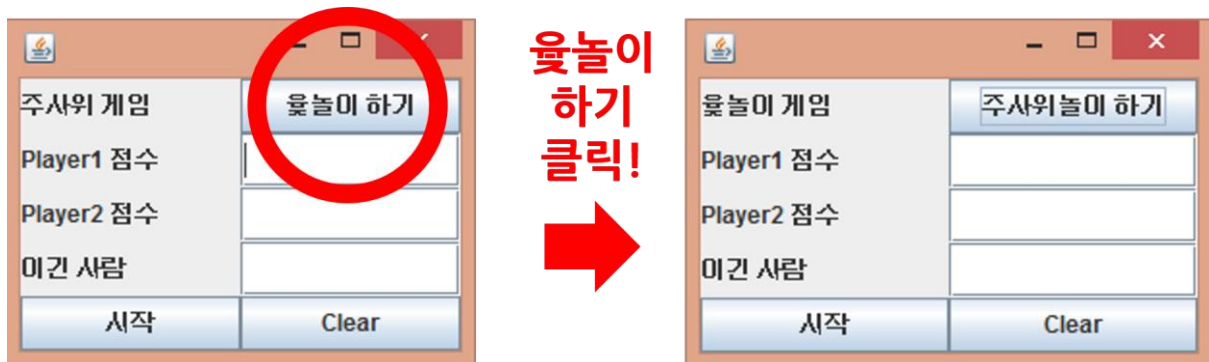 주사위 게임
윷놀이 하기
Player1 점수
Player2 점수
이긴 사람
시작
Clear
윷놀이
하기
클릭!
윷놀이 게임
주사위놀이 하기
Player1 점수
Player2 점수
이긴 사람
시작
Clear